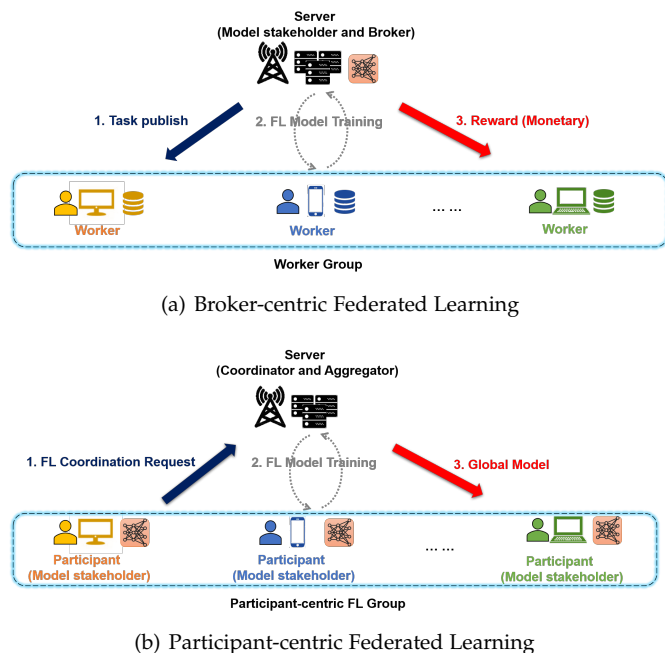 Server
(Model stakeholder and Broker)
1. Task publish
2. FL Model Training
3. Reward (Monetary)
Worker
Worker
... ...
Worker
Worker Group
(a) Broker-centric Federated Learning
Server
(Coordinator and Aggregator)
1. FL Coordination Request
2. FL Model Training
3. Global Model
Participant
(Model stakeholder)
Participant
(Model stakeholder)
... ...
Participant
(Model stakeholder)
Participant-centric FL Group
(b) Participant-centric Federated Learning